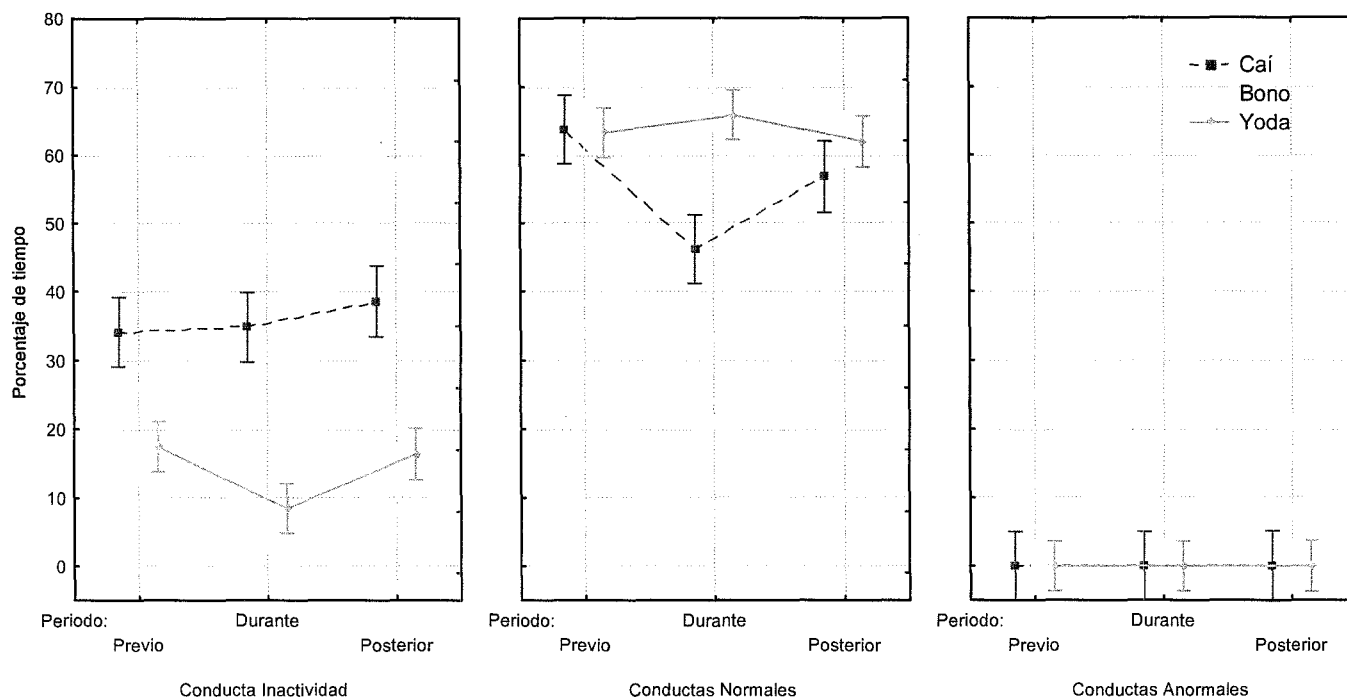 80
70
60
50
40
30
20
10
0
Porcentaje de tiempo
Caí
Bono
Yoda
Periodo: Durante
Previo Posterior
Conducta Inactividad
Periodo: Durante
Previo Posterior
Conductas Normales
Periodo: Durante
Previo Posterior
Conductas Anormales